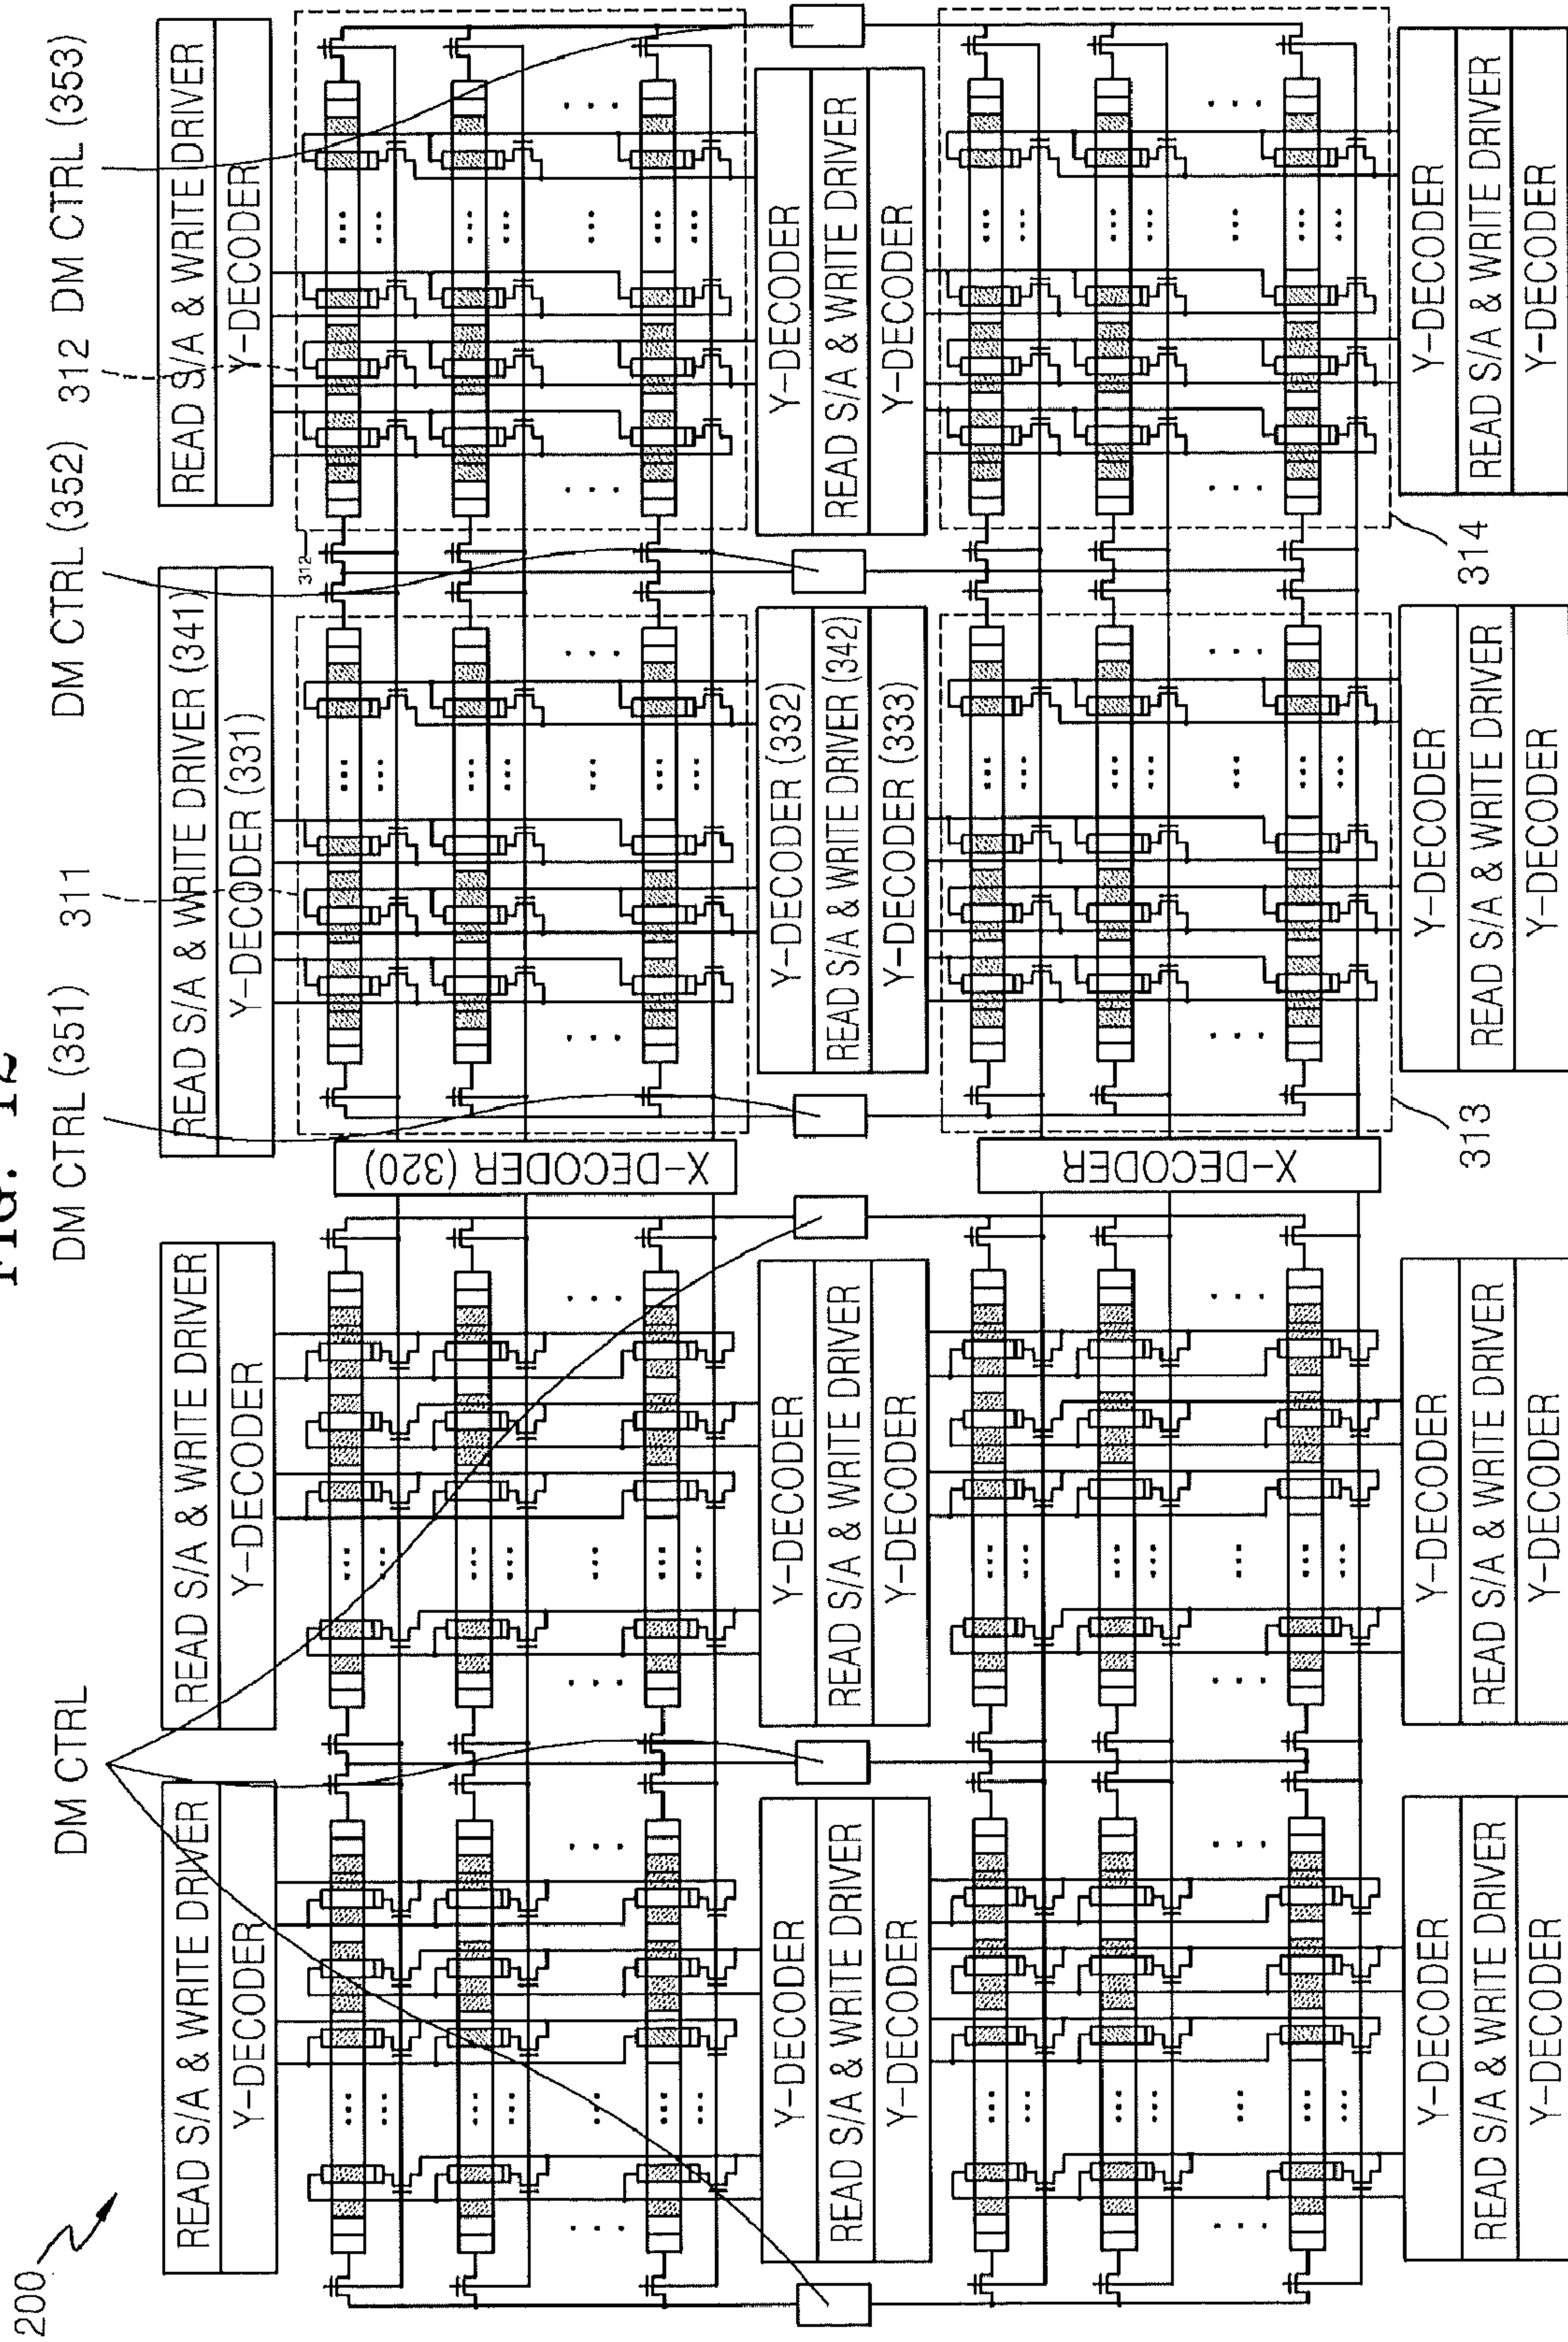 FIG. 12
200
DM CTRL
DM CTRL (351)
311
DM CTRL (352)
312
DM CTRL (353)
READ S/A & WRITE DRIVER
READ S/A & WRITE DRIVER
READ S/A & WRITE DRIVER (341)
READ S/A & WRITE DRIVER
Y-DECODER
Y-DECODER
Y-DECODER (331)
Y-DECODER
312
X-DECODER (320)
Y-DECODER
Y-DECODER
Y-DECODER (332)
Y-DECODER
READ S/A & WRITE DRIVER
READ S/A & WRITE DRIVER
READ S/A & WRITE DRIVER (342)
READ S/A & WRITE DRIVER
Y-DECODER
Y-DECODER
Y-DECODER (333)
Y-DECODER
X-DECODER
313
314
Y-DECODER
Y-DECODER
Y-DECODER
Y-DECODER
READ S/A & WRITE DRIVER
READ S/A & WRITE DRIVER
READ S/A & WRITE DRIVER
READ S/A & WRITE DRIVER
Y-DECODER
Y-DECODER
Y-DECODER
Y-DECODER